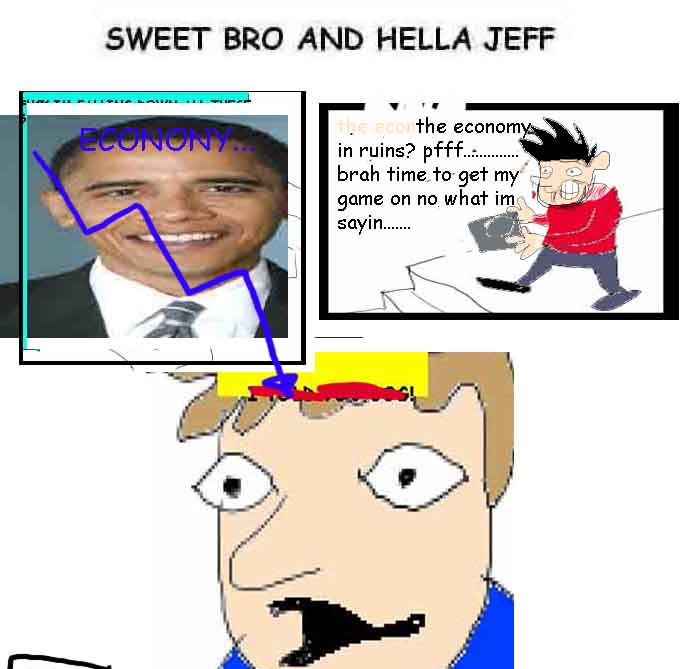 SWEET BRO AND HELLA JEFF
ECONONY...
the econthe economy
in ruins? pfff.............
brah time to get my
game on no what im
sayin.......
I TOLD